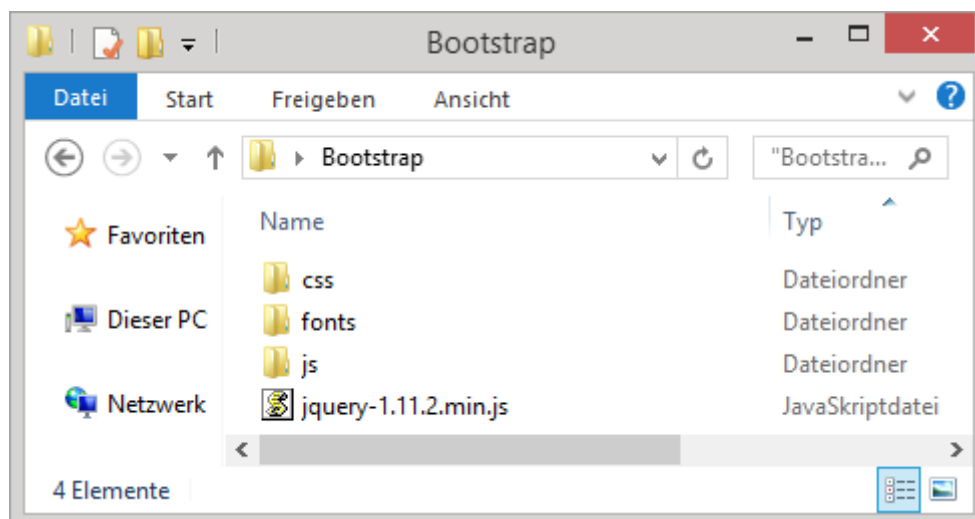 Bootstrap
Datei Start Freigeben Ansicht
Bootstrap "Bootstra...
Name Typ
Favoriten
css Dateiordner
Dieser PC
fonts Dateiordner
js Dateiordner
Netzwerk
jquery-1.11.2.min.js JavaSkriptdatei
4 Elemente